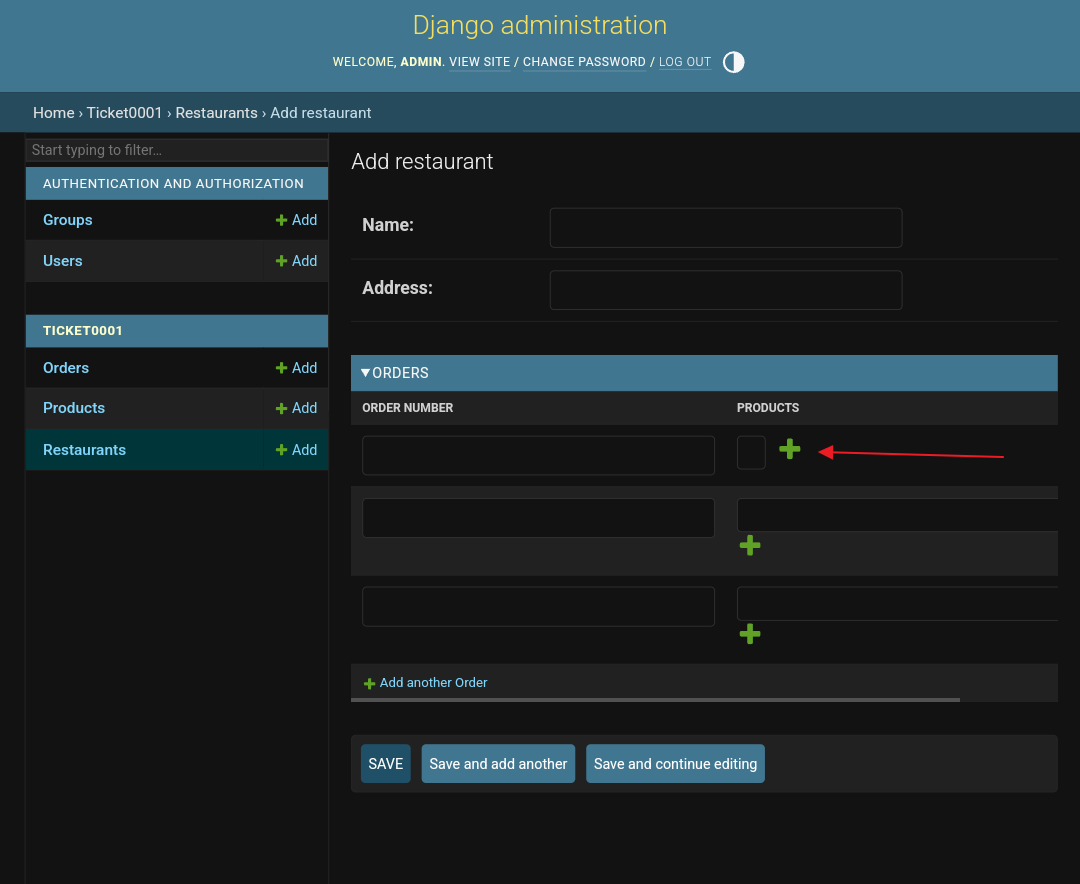 Django administration
WELCOME, ADMIN. VIEW SITE / CHANGE PASSWORD / LOG OUT
Home › Ticket0001 › Restaurants › Add restaurant
Start typing to filter…
AUTHENTICATION AND AUTHORIZATION
Groups Add
Users Add
TICKET0001
Orders Add
Products Add
Restaurants Add
Add restaurant
Name:
Address:
ORDERS
ORDER NUMBER PRODUCTS
Add another Order
SAVE Save and add another Save and continue editing